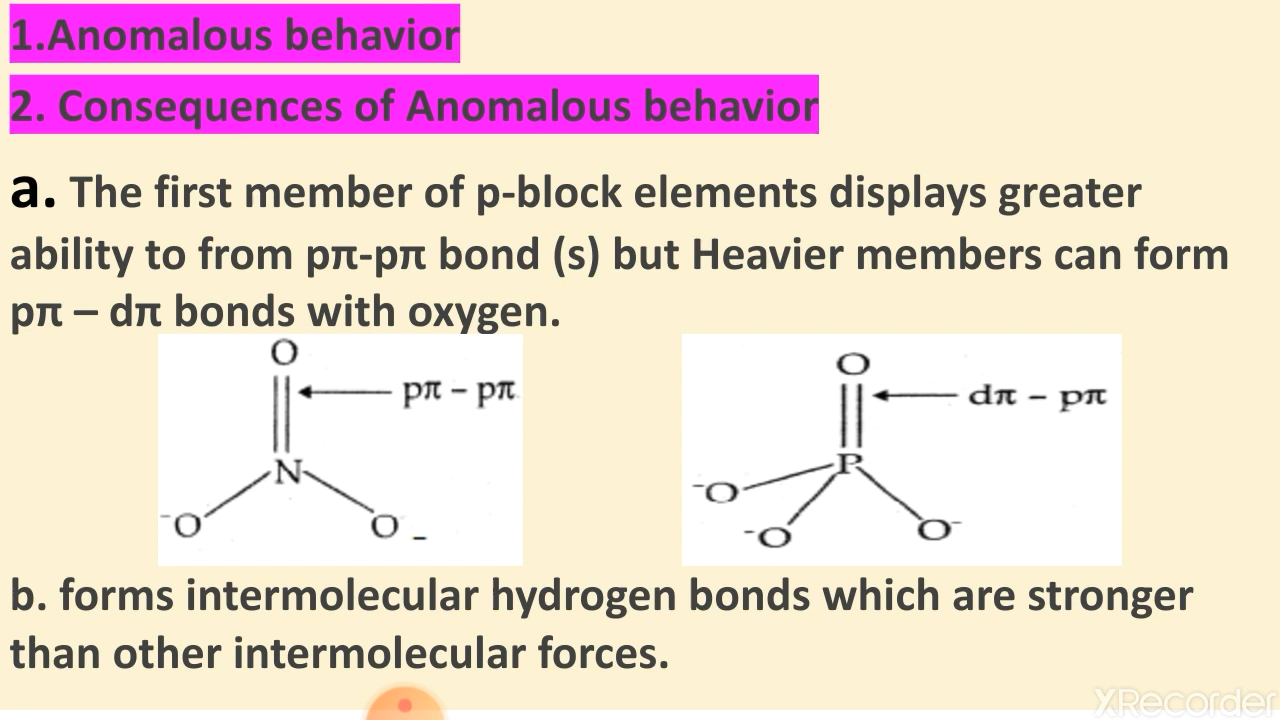 1.Anomalous behavior
2. Consequences of Anomalous behavior
a. The first member of p-block elements displays greater
ability to from pπ-pπ bond (s) but Heavier members can form
pπ – dπ bonds with oxygen.
O
pπ – pπ
N
⁻O
O -
O
dπ – pπ
P
⁻O
⁻O
O⁻
b. forms intermolecular hydrogen bonds which are stronger
than other intermolecular forces.
XRecorder